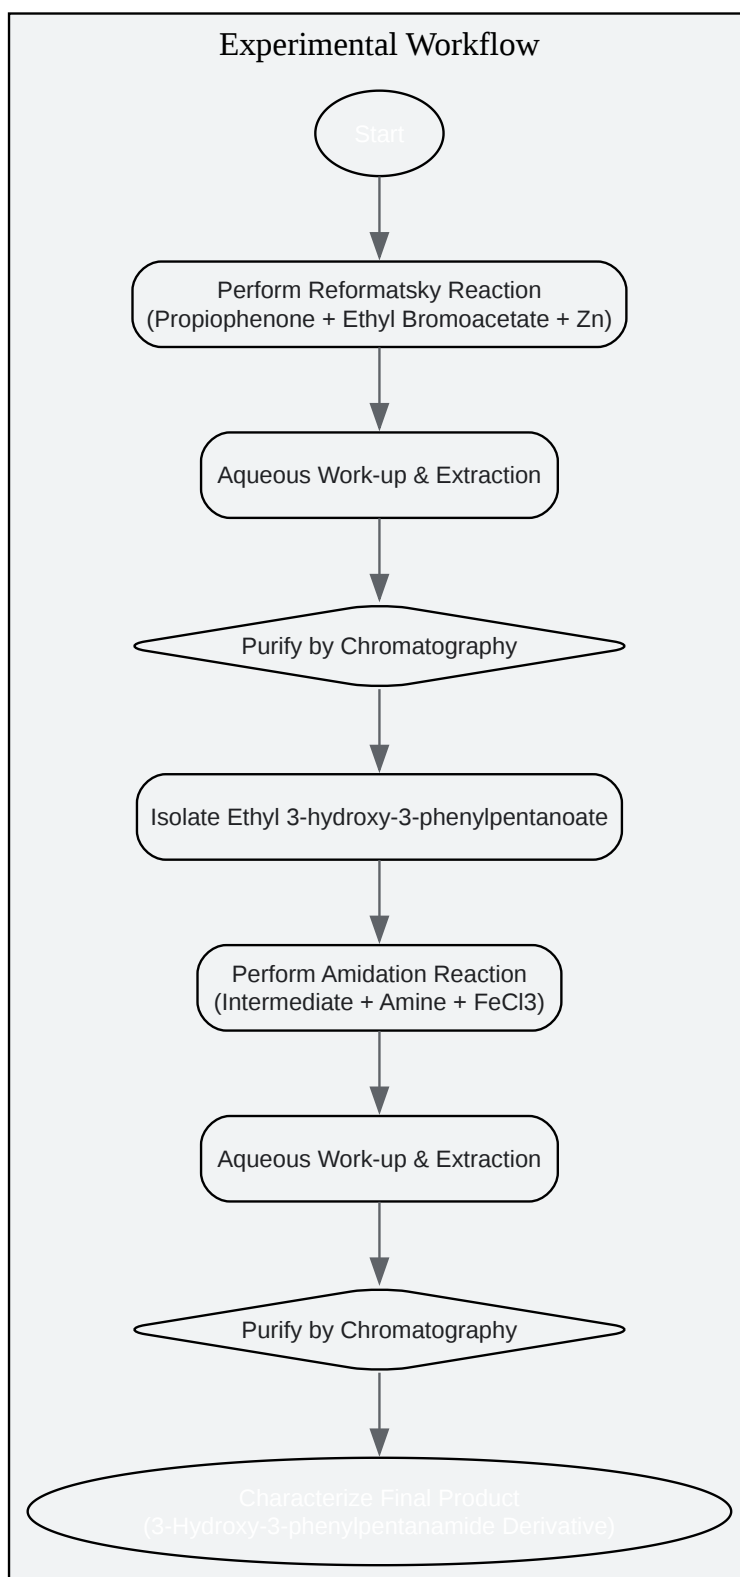 Experimental Workflow
Start
Perform Reformatsky Reaction
(Propiophenone + Ethyl Bromoacetate + Zn)
Aqueous Work-up & Extraction
Purify by Chromatography
Isolate Ethyl 3-hydroxy-3-phenylpentanoate
Perform Amidation Reaction
(Intermediate + Amine + FeCl3)
Aqueous Work-up & Extraction
Purify by Chromatography
Characterize Final Product
(3-Hydroxy-3-phenylpentanamide Derivative)